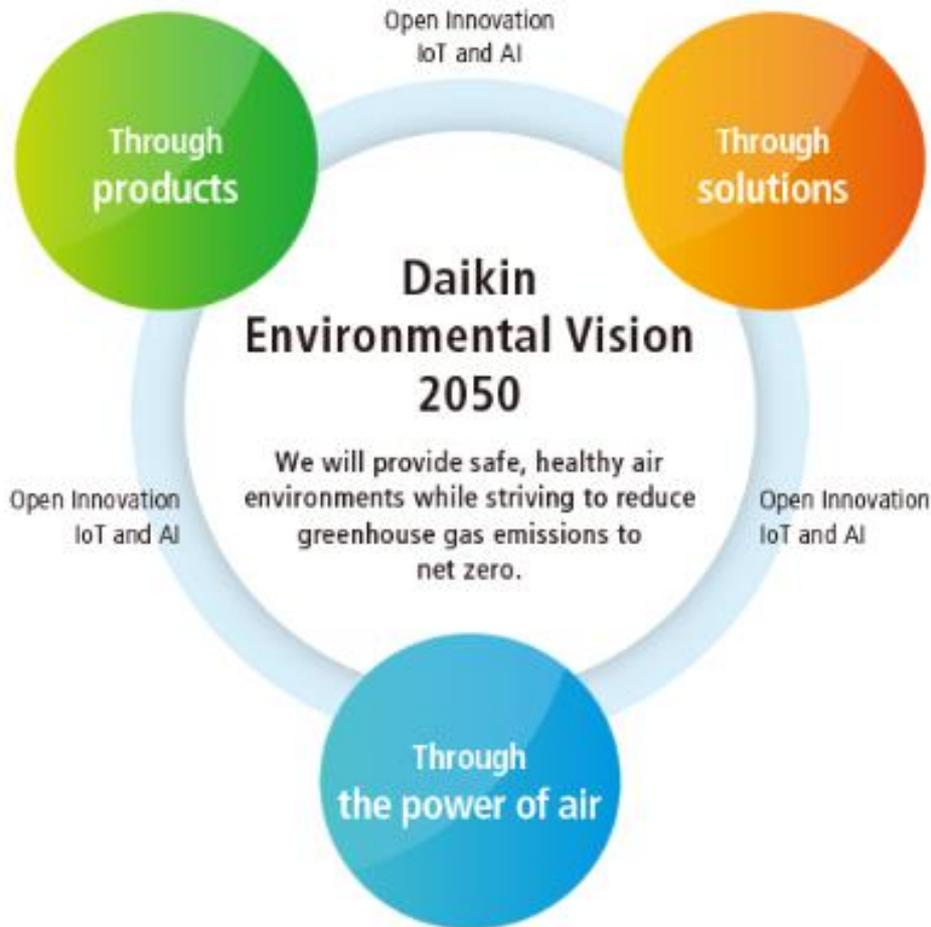 Open Innovation
IoT and AI
Through
products
Through
solutions
Daikin
Environmental Vision
2050
We will provide safe, healthy air
environments while striving to reduce
greenhouse gas emissions to
net zero.
Open Innovation
IoT and AI
Open Innovation
IoT and AI
Through
the power of air